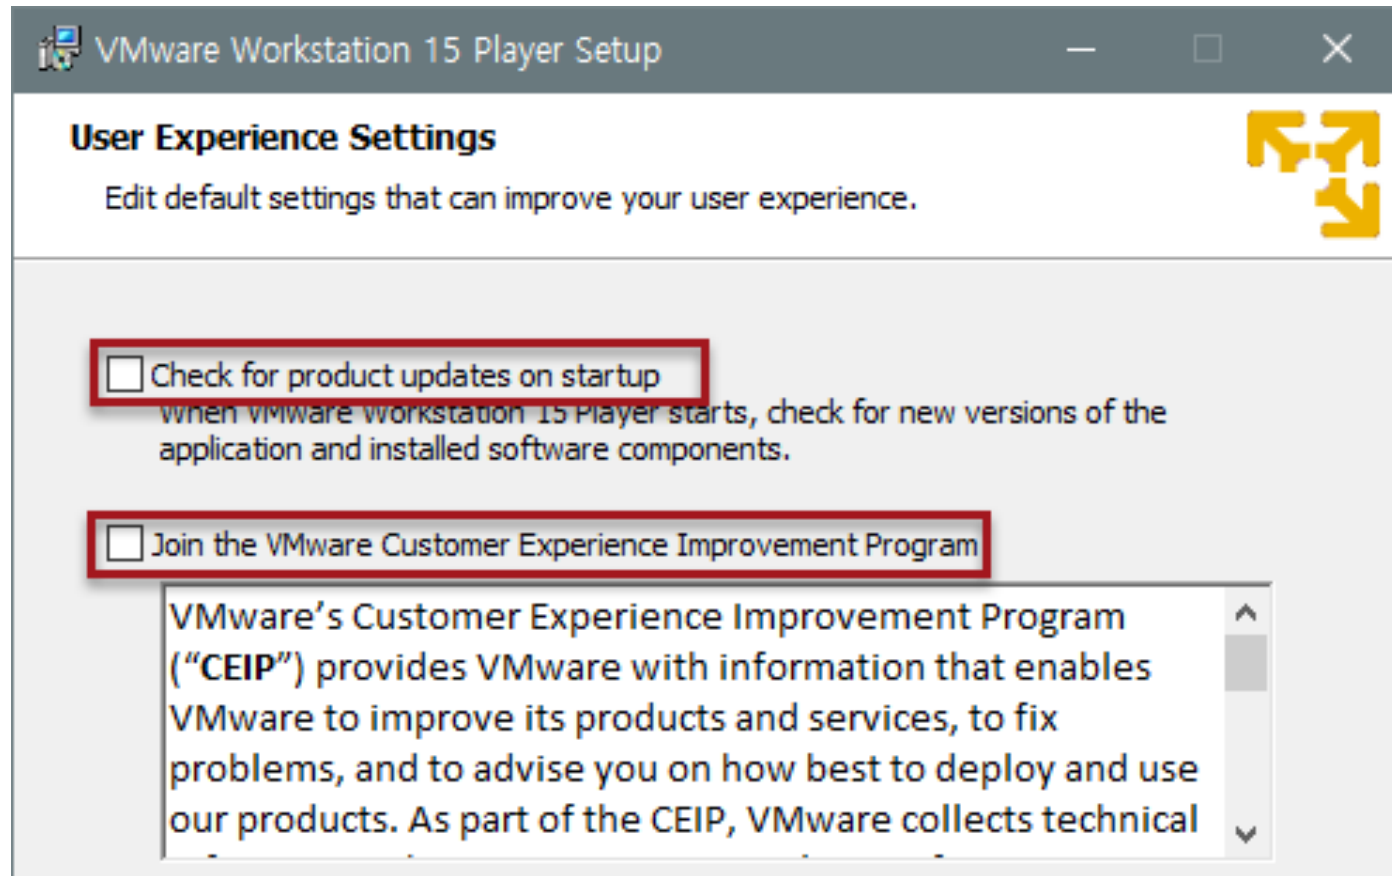 VMware Workstation 15 Player Setup
User Experience Settings
Edit default settings that can improve your user experience.
Check for product updates on startup
When VMware Workstation 15 Player starts, check for new versions of the
application and installed software components.
Join the VMware Customer Experience Improvement Program
VMware’s Customer Experience Improvement Program
(“CEIP”) provides VMware with information that enables
VMware to improve its products and services, to fix
problems, and to advise you on how best to deploy and use
our products. As part of the CEIP, VMware collects technical